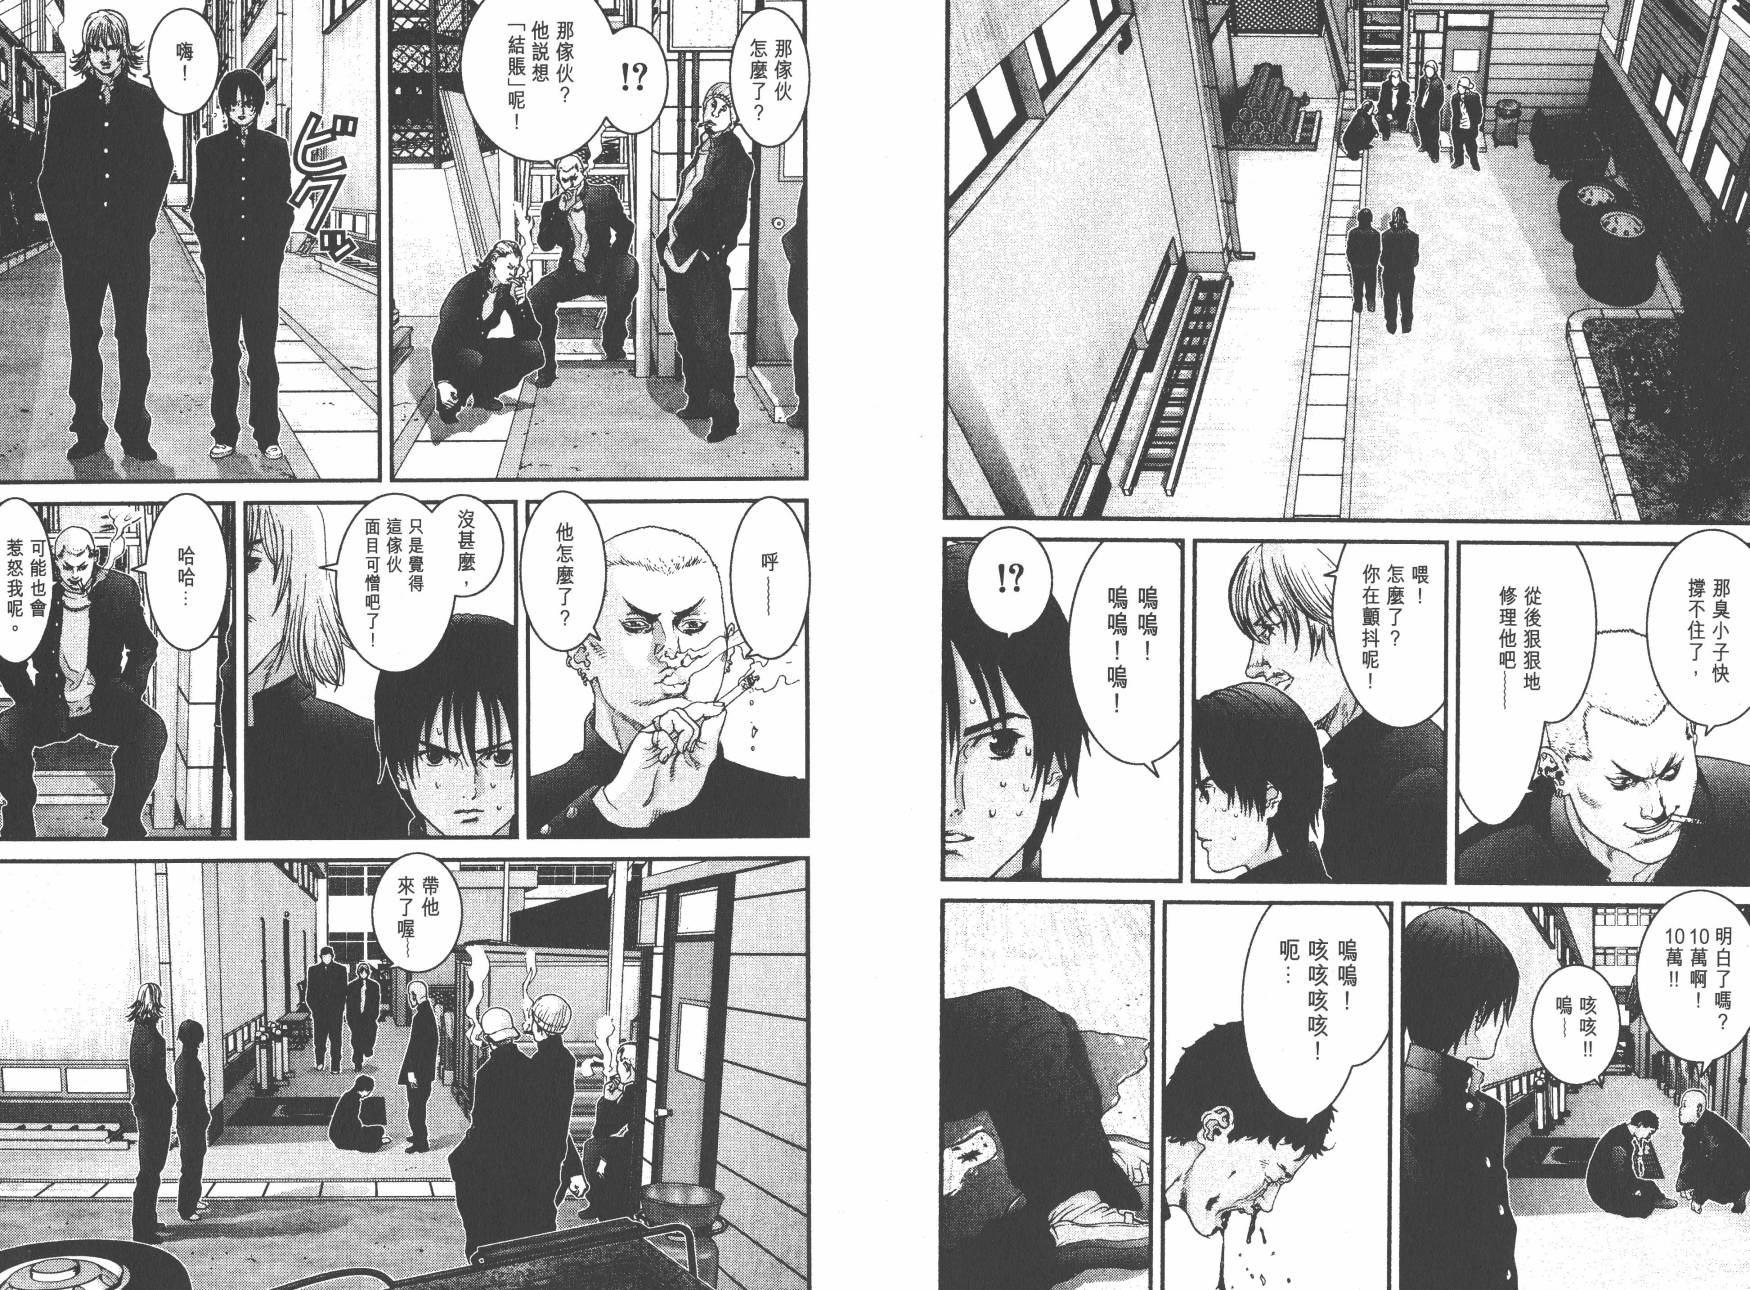 那臭小子快
撐不住了，
從後狠狠地
修理他吧～～
喂！
怎麼了？
你在顫抖呢！
嗚嗚！
嗚嗚！嗚！
!?
明白了嗎？
10萬啊！
10萬!!
咳咳!!
嗚～
嗚嗚！
咳咳咳咳！
呃…
那傢伙
怎麼了？
!?
那傢伙？
他說想
「結賬」呢！
嗨！
ビクッ
呼～～
他怎麼了？
沒甚麼，
只是覺得
這傢伙
面目可憎吧了！
哈哈…
可能也會
惹怒我呢。
帶他
來了喔～